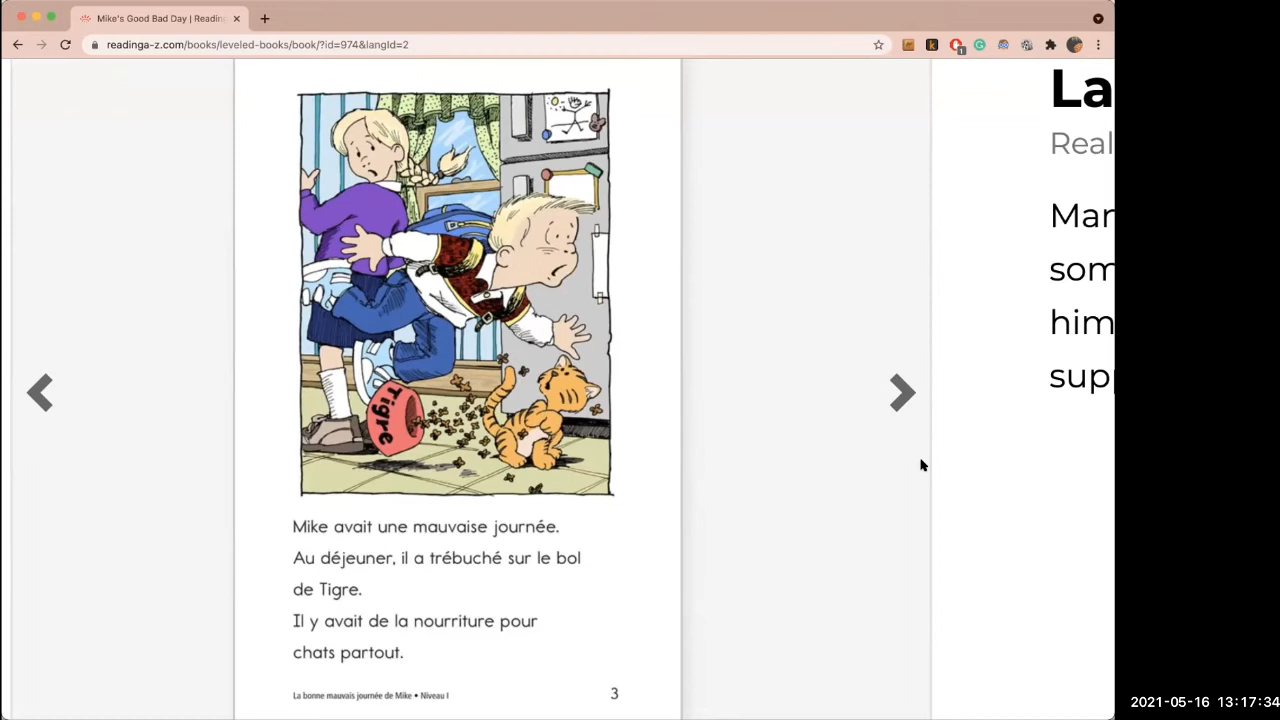 Mike's Good Bad Day | Readin
readinga-z.com/books/leveled-books/book/?id=974&langId=2
Tigre
Mike avait une mauvaise journée.
Au déjeuner, il a trébuché sur le bol
de Tigre.
Il y avait de la nourriture pour
chats partout.
La bonne mauvais journée de Mike • Niveau I
3
La
Real
Mar
som
him
sup
2021-05-16 13:17:34